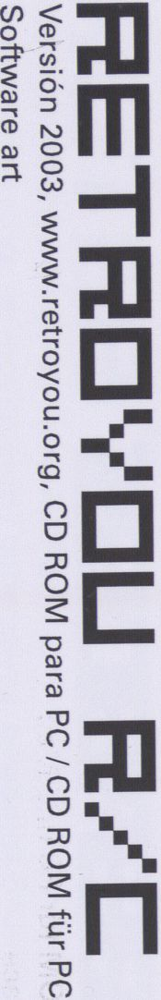 RETROYOU R/C
Versión 2003, www.retroyou.org, CD ROM para PC / CD ROM für PC
Software art